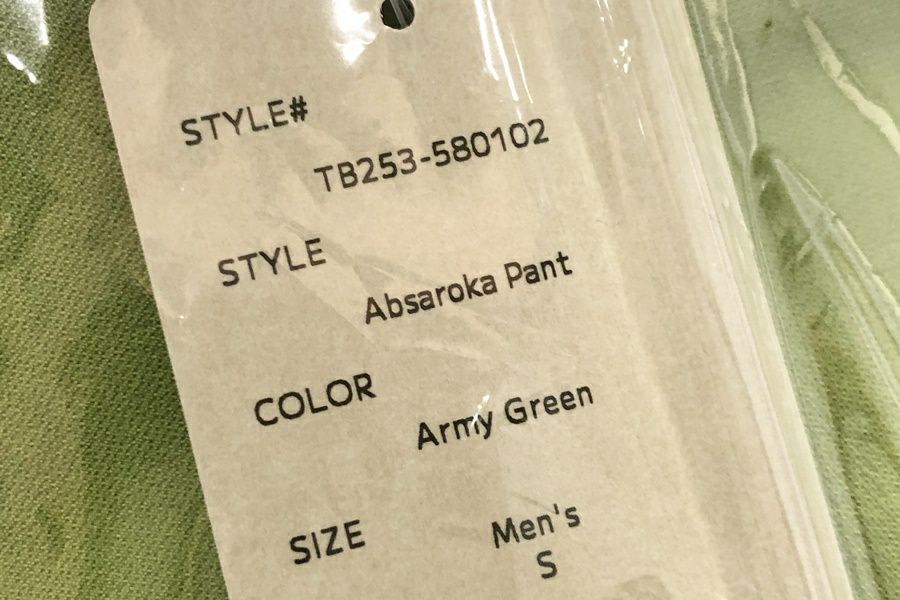 STYLE#
TB253-580102
STYLE
Absaroka Pant
COLOR
Army Green
SIZE
Men's
S